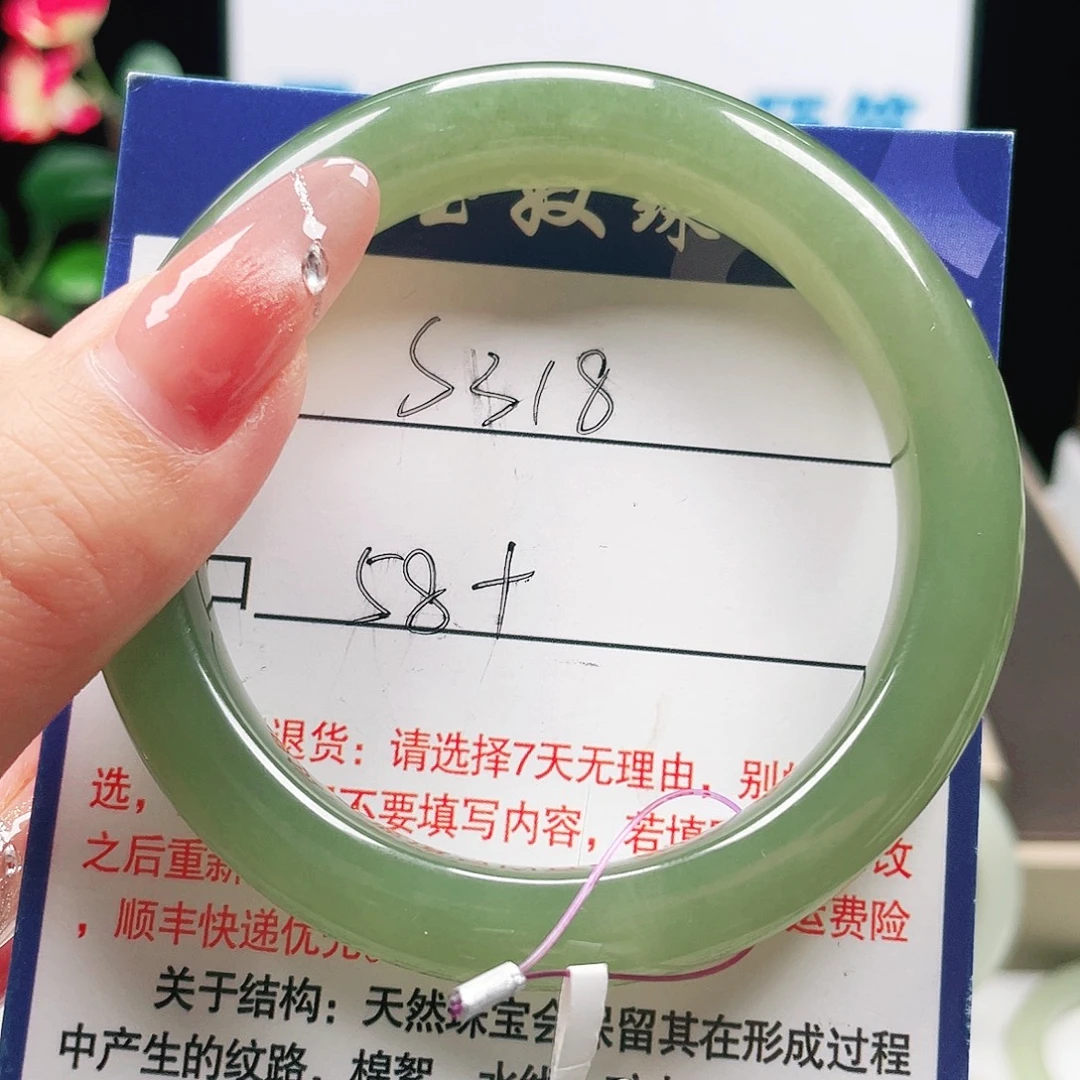 S318
口 58+
退货：请选择7天无理由，别
选，不要填写内容，若填
之后重新 改
，顺丰快递优先。 运费险
关于结构：天然珠宝会保留其在形成过程
中产生的纹路、棉絮、水线、